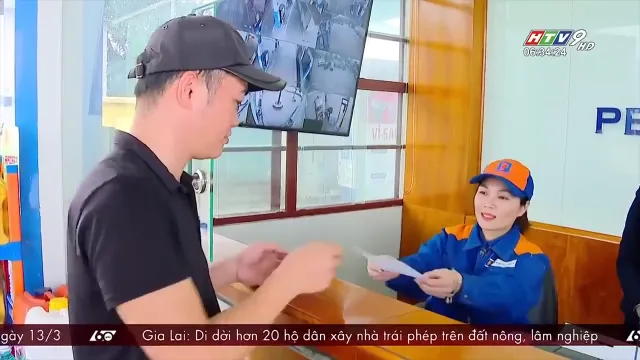 HTV9 HD
06:34:24
PE
gày 13/3
Gia Lai: Di dời hơn 20 hộ dân xây nhà trái phép trên đất nông, lâm nghiệp